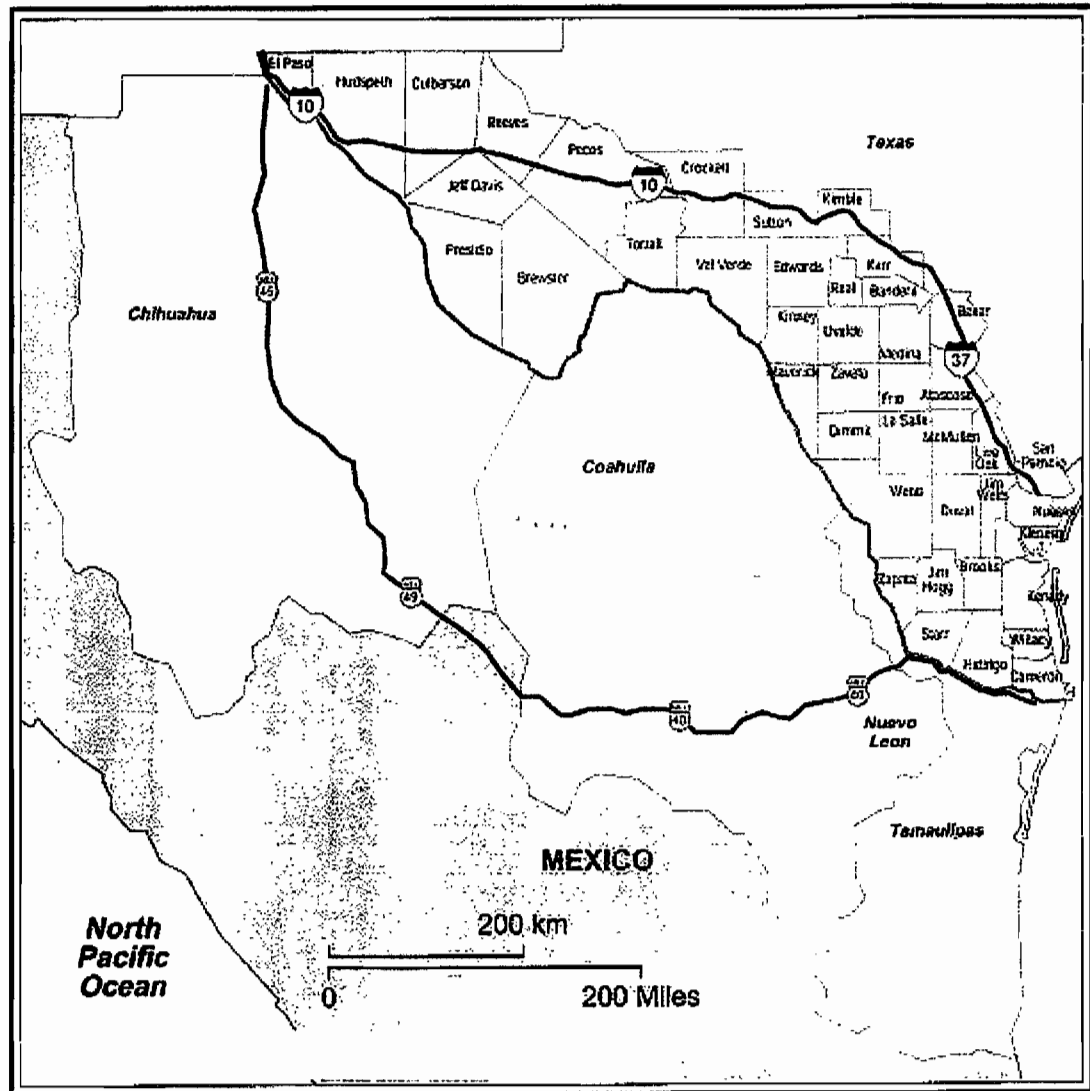 El Paso
Hudspeth
Culberson
10
Reeves
Pecos
Texas
Crockett
Jeff Davis
10
Kimble
Sutton
Presidio
Terrell
Val Verde
Edwards
Kerr
Brewster
Real
Bandera
45
Chihuahua
Kinney
Uvalde
Bexar
Medina
37
Maverick
Zavala
Frio
Atascosa
La Salle
Dimmit
McMullen
Live Oak
San Patricio
Coahuila
Webb
Jim Wells
Duval
Nueces
Kleberg
49
Zapata
Jim Hogg
Brooks
Kenedy
Starr
Willacy
Hidalgo
Cameron
40
Nuevo
Leon
Tamaulipas
MEXICO
North
Pacific
Ocean
200 km
0
200 Miles